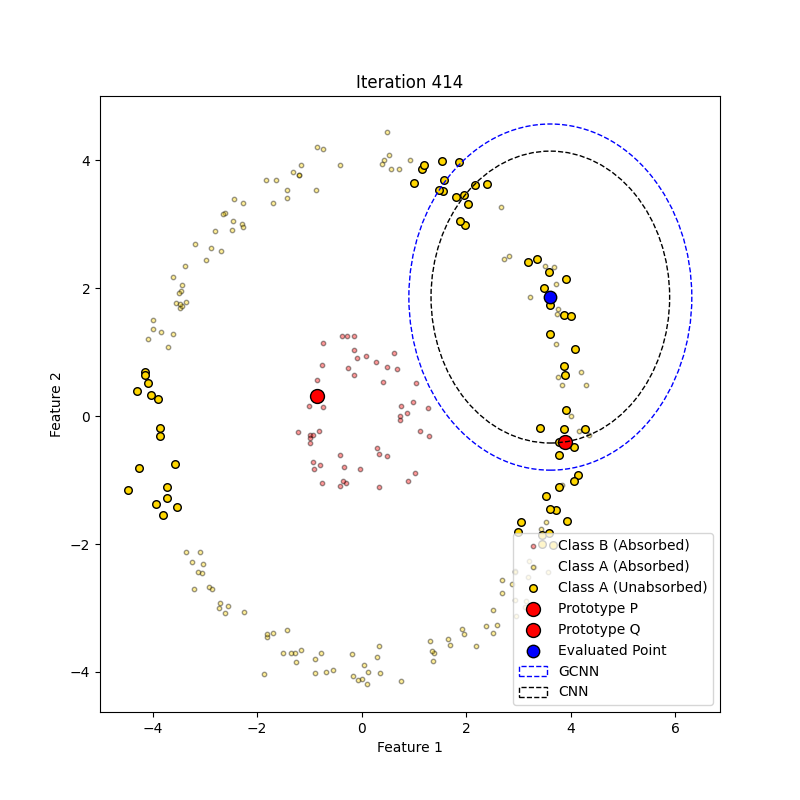 Iteration 414
Feature 2
4
2
0
−2
−4
−4
−2
0
2
4
6
Feature 1
Class B (Absorbed)
Class A (Absorbed)
Class A (Unabsorbed)
Prototype P
Prototype Q
Evaluated Point
GCNN
CNN